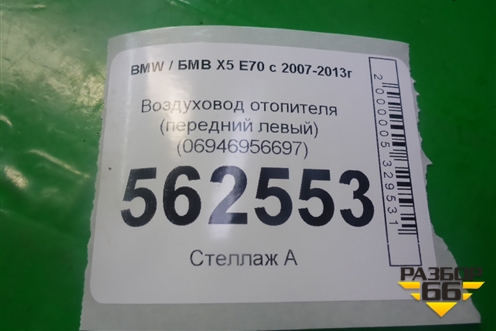 BMW / БМВ X5 E70 с 2007-2013г
Воздуховод отопителя
(передний левый)
(06946956697)
562553
Стеллаж А
2000005329531
РАЗБОР
66